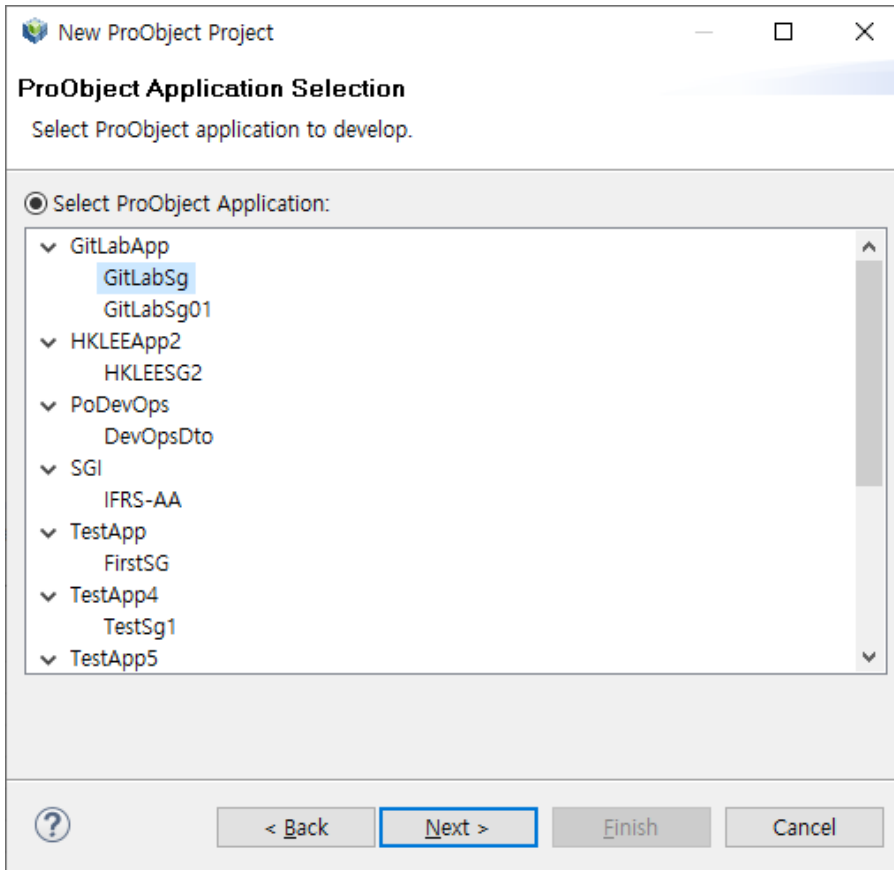 New ProObject Project
ProObject Application Selection
Select ProObject application to develop.
Select ProObject Application:
GitLabApp
GitLabSg
GitLabSg01
HKLEEApp2
HKLEESG2
PoDevOps
DevOpsDto
SGI
IFRS-AA
TestApp
FirstSG
TestApp4
TestSg1
TestApp5
?
< Back
Next >
Finish
Cancel